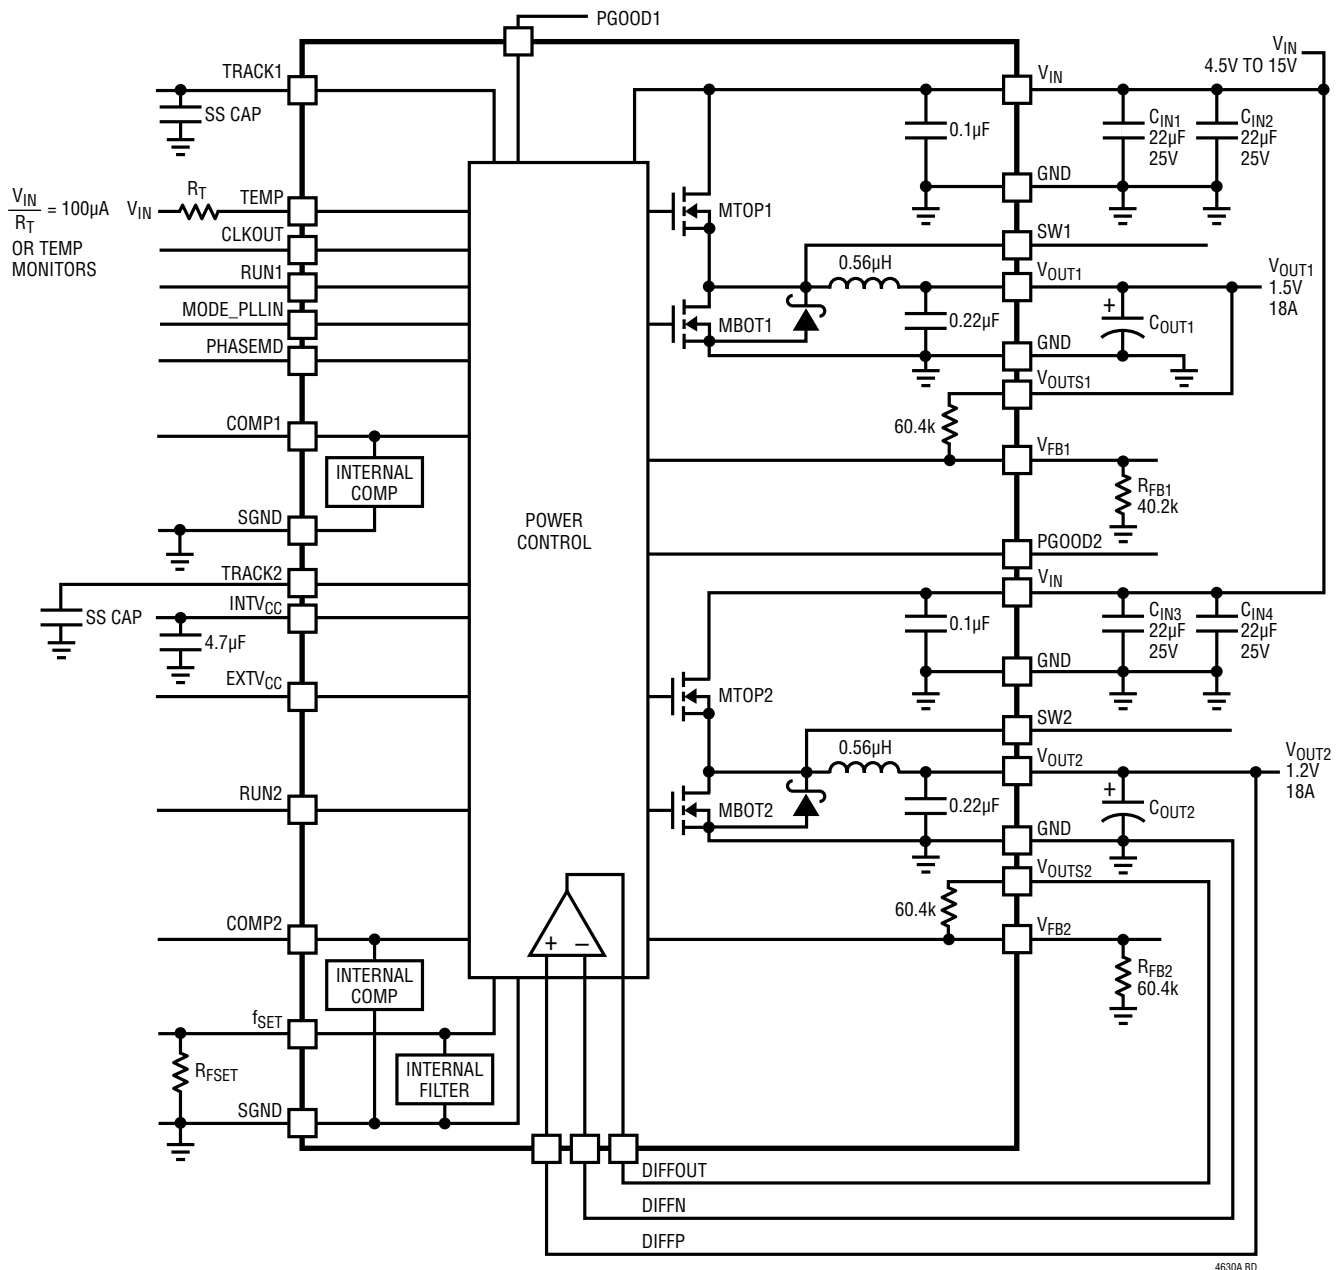 PGOOD1
TRACK1
SS CAP
VIN
RT
= 100µA
VIN
RT
TEMP
OR TEMP
MONITORS
CLKOUT
RUN1
MODE_PLLIN
PHASEMD
COMP1
INTERNAL
COMP
SGND
TRACK2
SS CAP
INTVCC
4.7µF
EXTVCC
RUN2
COMP2
INTERNAL
COMP
fSET
RFSET
INTERNAL
FILTER
SGND
POWER
CONTROL
+ –
VIN
4.5V TO 15V
VIN
0.1µF
CIN1
22µF
25V
CIN2
22µF
25V
GND
MTOP1
SW1
0.56µH
VOUT1
VOUT1
1.5V
18A
MBOT1
0.22µF
+
COUT1
GND
VOUTS1
60.4k
VFB1
RFB1
40.2k
PGOOD2
VIN
0.1µF
CIN3
22µF
25V
CIN4
22µF
25V
GND
MTOP2
SW2
0.56µH
VOUT2
VOUT2
1.2V
18A
MBOT2
0.22µF
+
COUT2
GND
VOUTS2
60.4k
VFB2
RFB2
60.4k
DIFFOUT
DIFFN
DIFFP
4630A BD